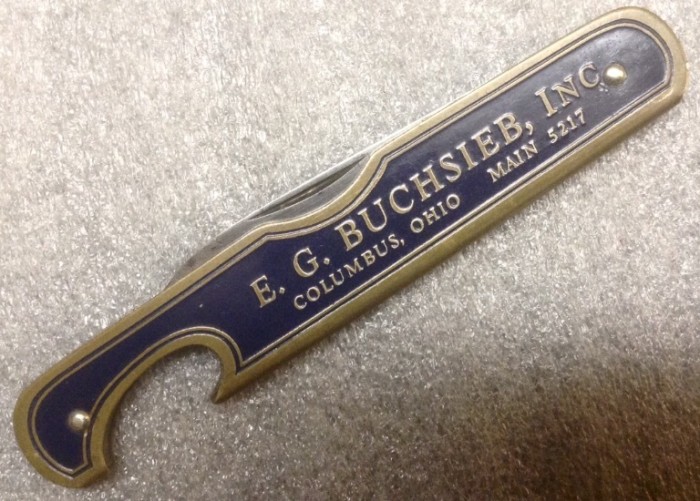 E. G. BUCHSIEB, INC.
COLUMBUS, OHIO MAIN 5217